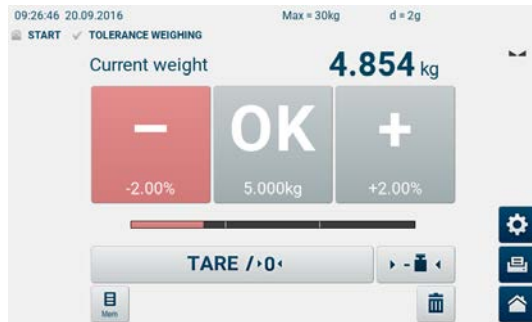 09:26:46 20.09.2016 Max = 30kg d = 2g
START TOLERANCE WEIGHING
Current weight 4.854 kg
− OK +
-2.00% 5.000kg +2.00%
TARE / 0
-
Mem